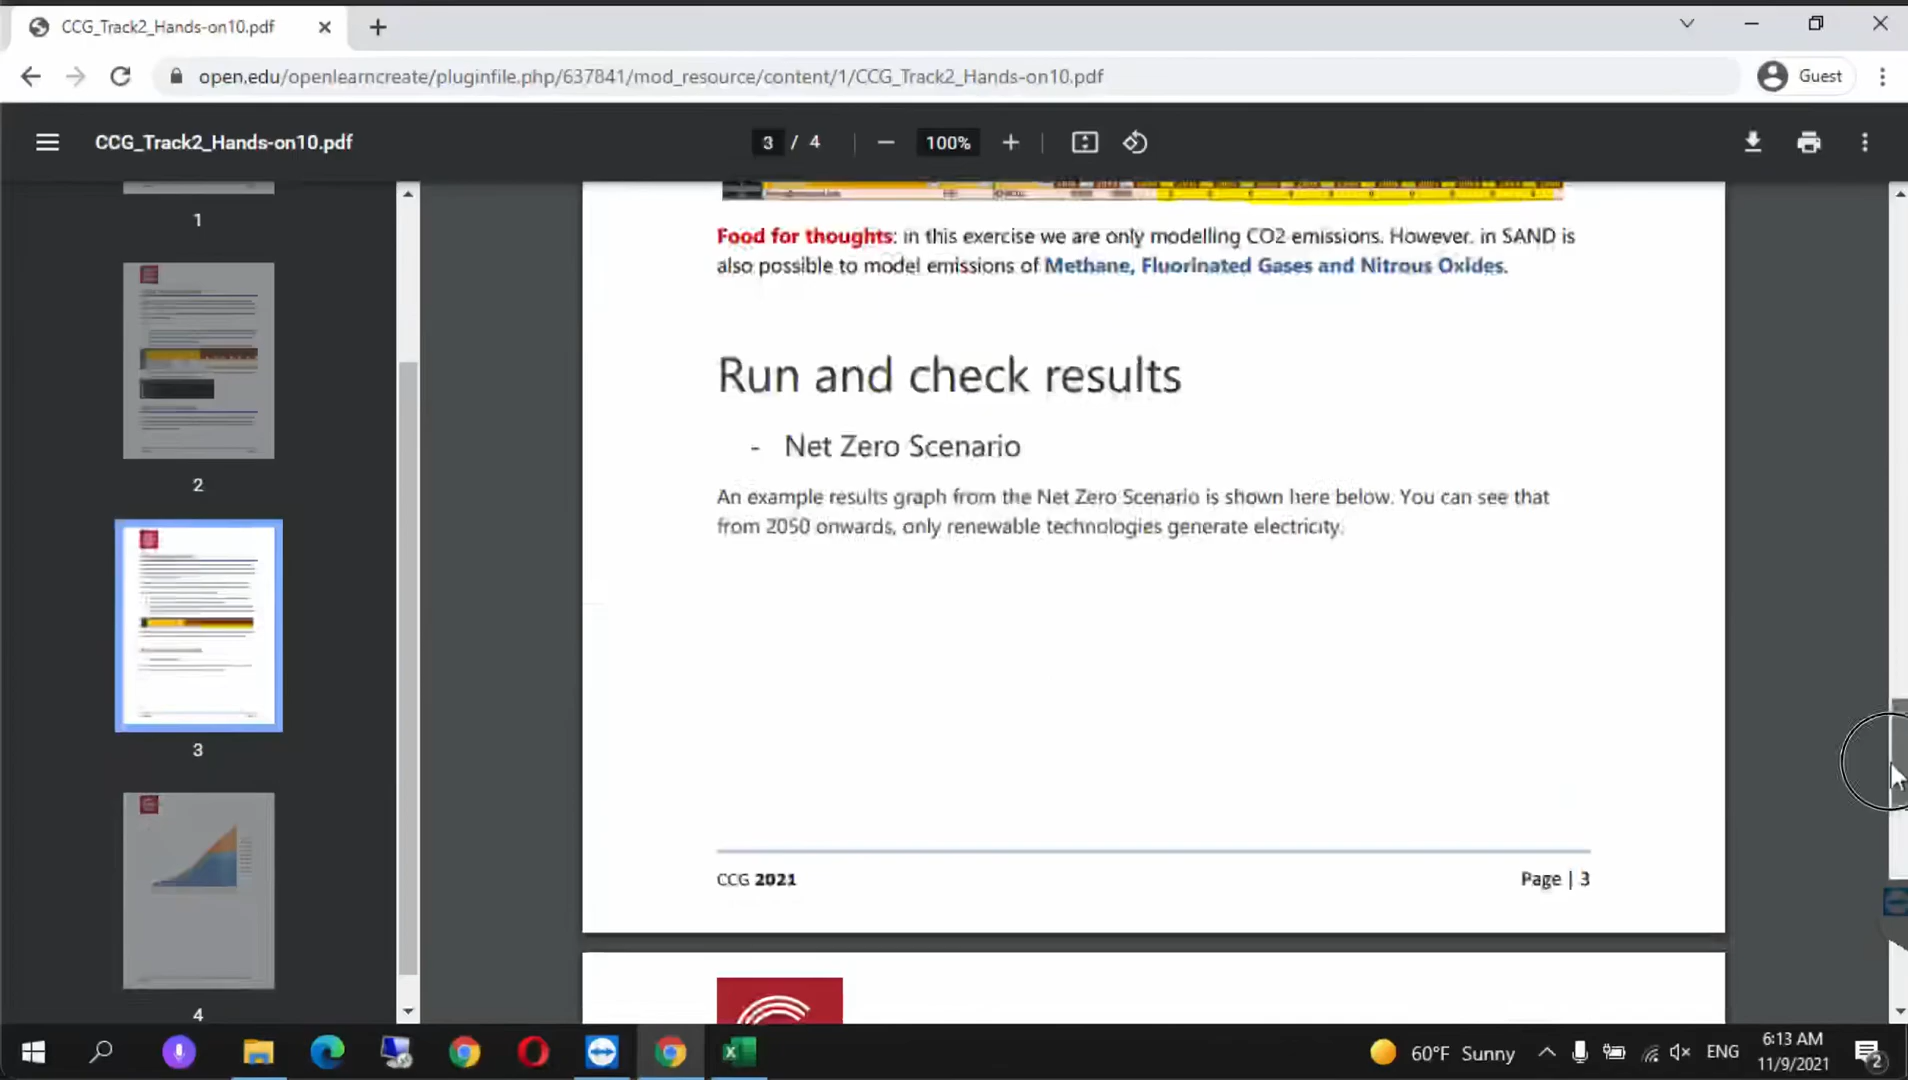 CCG_Track2_Hands-on10.pdf
open.edu/openlearncreate/pluginfile.php/637841/mod_resource/content/1/CCG_Track2_Hands-on10.pdf
Guest
CCG_Track2_Hands-on10.pdf
3 / 4
100%
1
2
3
4
Food for thoughts: in this exercise we are only modelling CO2 emissions. However, in SAND is
also possible to model emissions of Methane, Fluorinated Gases and Nitrous Oxides.
Run and check results
- Net Zero Scenario
An example results graph from the Net Zero Scenario is shown here below. You can see that
from 2050 onwards, only renewable technologies generate electricity.
CCG 2021
Page | 3
60°F Sunny
ENG
6:13 AM
11/9/2021
2